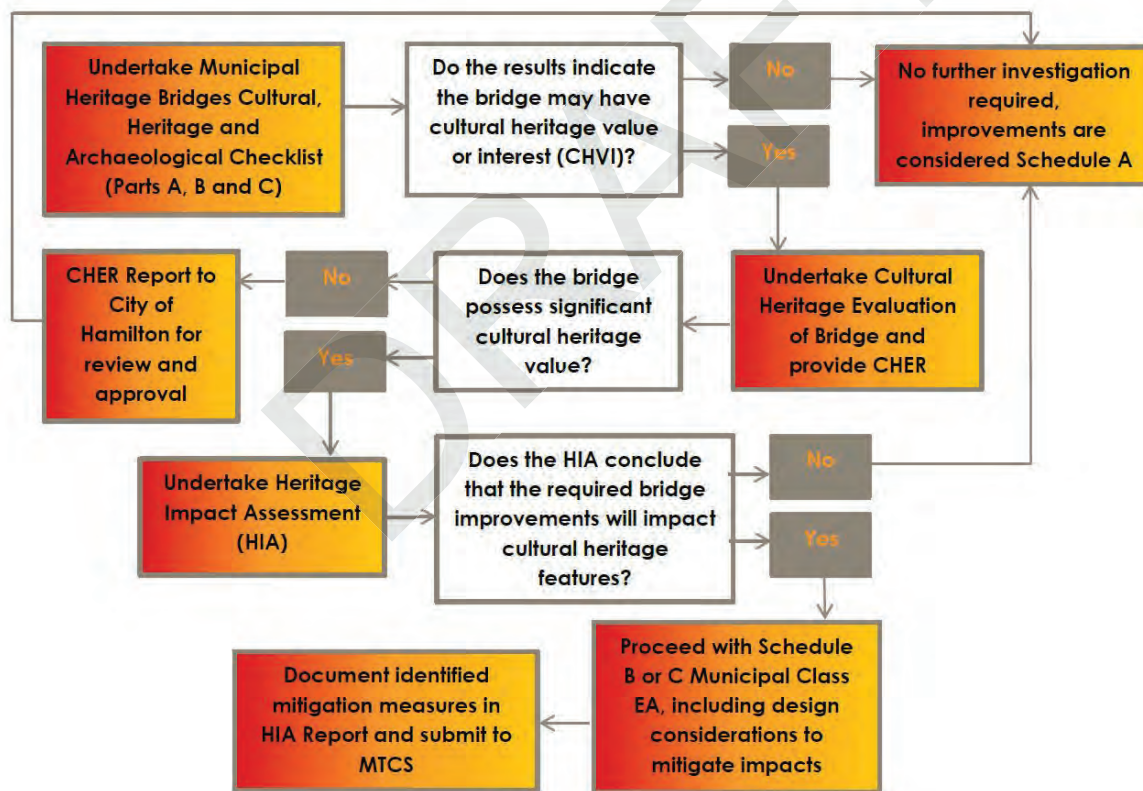 Undertake Municipal
Heritage Bridges Cultural,
Heritage and
Archaeological Checklist
(Parts A, B and C)
Do the results indicate
the bridge may have
cultural heritage value
or interest (CHVI)?
No
Yes
No further investigation
required,
improvements are
considered Schedule A
CHER Report to
City of
Hamilton for
review and
approval
No
Yes
Does the bridge
possess significant
cultural heritage
value?
Undertake Cultural
Heritage Evaluation
of Bridge and
provide CHER
Undertake Heritage
Impact Assessment
(HIA)
Does the HIA conclude
that the required bridge
improvements will impact
cultural heritage
features?
No
Yes
Document identified
mitigation measures in
HIA Report and submit to
MTCS
Proceed with Schedule
B or C Municipal Class
EA, including design
considerations to
mitigate impacts
DRAFT